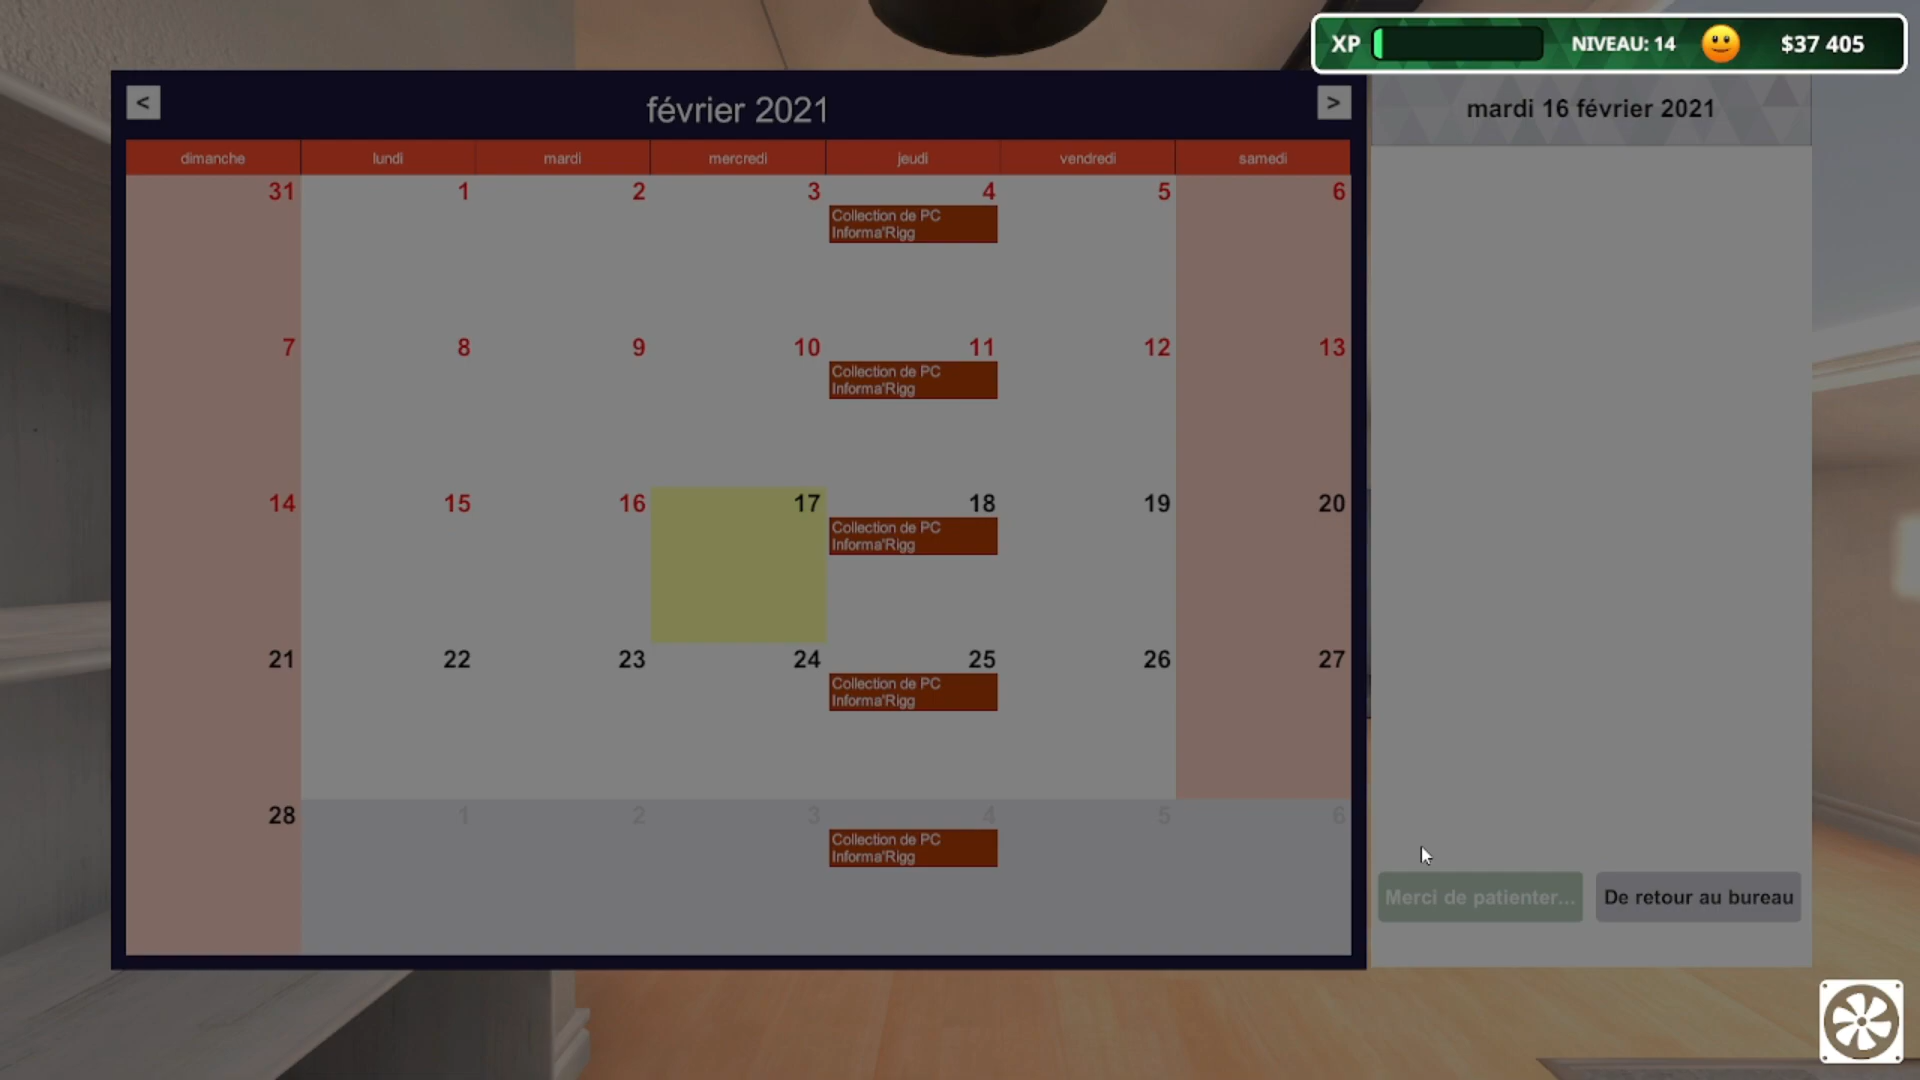 XP
NIVEAU: 14
$37 405
<
février 2021
>
mardi 16 février 2021
dimanche
lundi
mardi
mercredi
jeudi
vendredi
samedi
31
1
2
3
4
5
6
Collection de PC
Informa'Rigg
7
8
9
10
11
12
13
Collection de PC
Informa'Rigg
14
15
16
17
18
19
20
Collection de PC
Informa'Rigg
21
22
23
24
25
26
27
Collection de PC
Informa'Rigg
28
1
2
3
4
5
6
Collection de PC
Informa'Rigg
Merci de patienter...
De retour au bureau